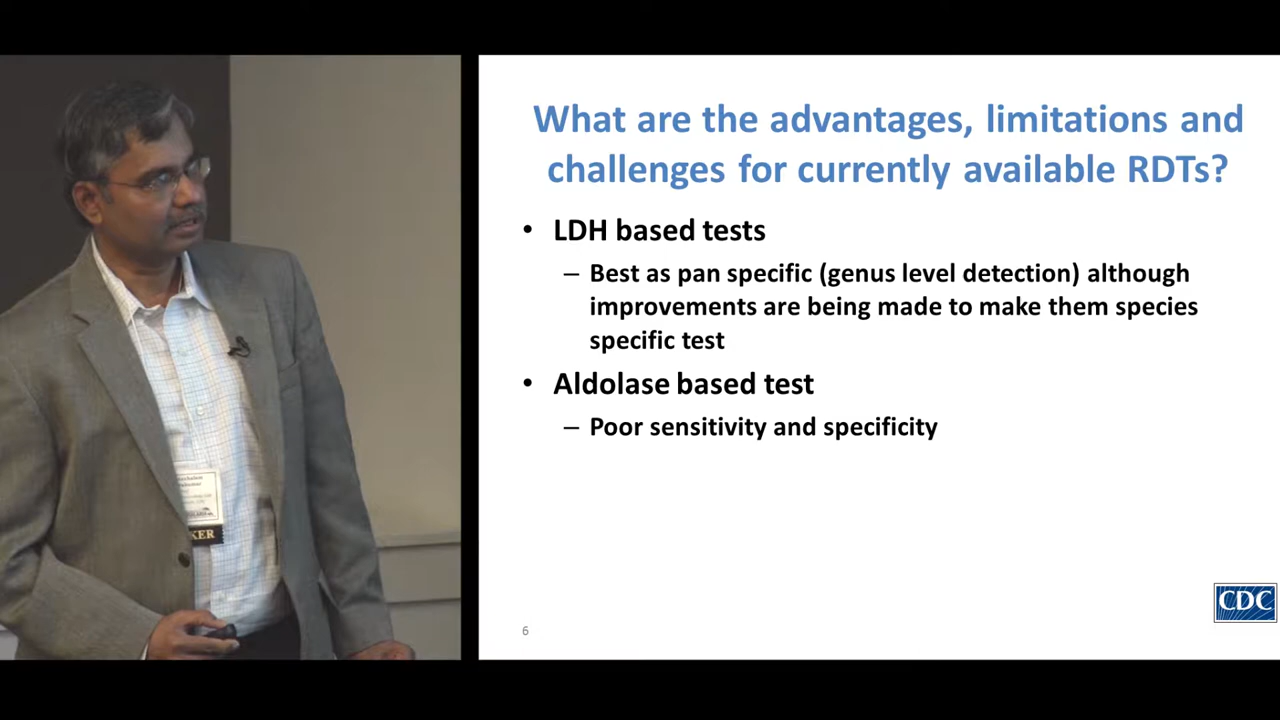 What are the advantages, limitations and
challenges for currently available RDTs?
• LDH based tests
– Best as pan specific (genus level detection) although
improvements are being made to make them species
specific test
• Aldolase based test
– Poor sensitivity and specificity
KER
CDC
6